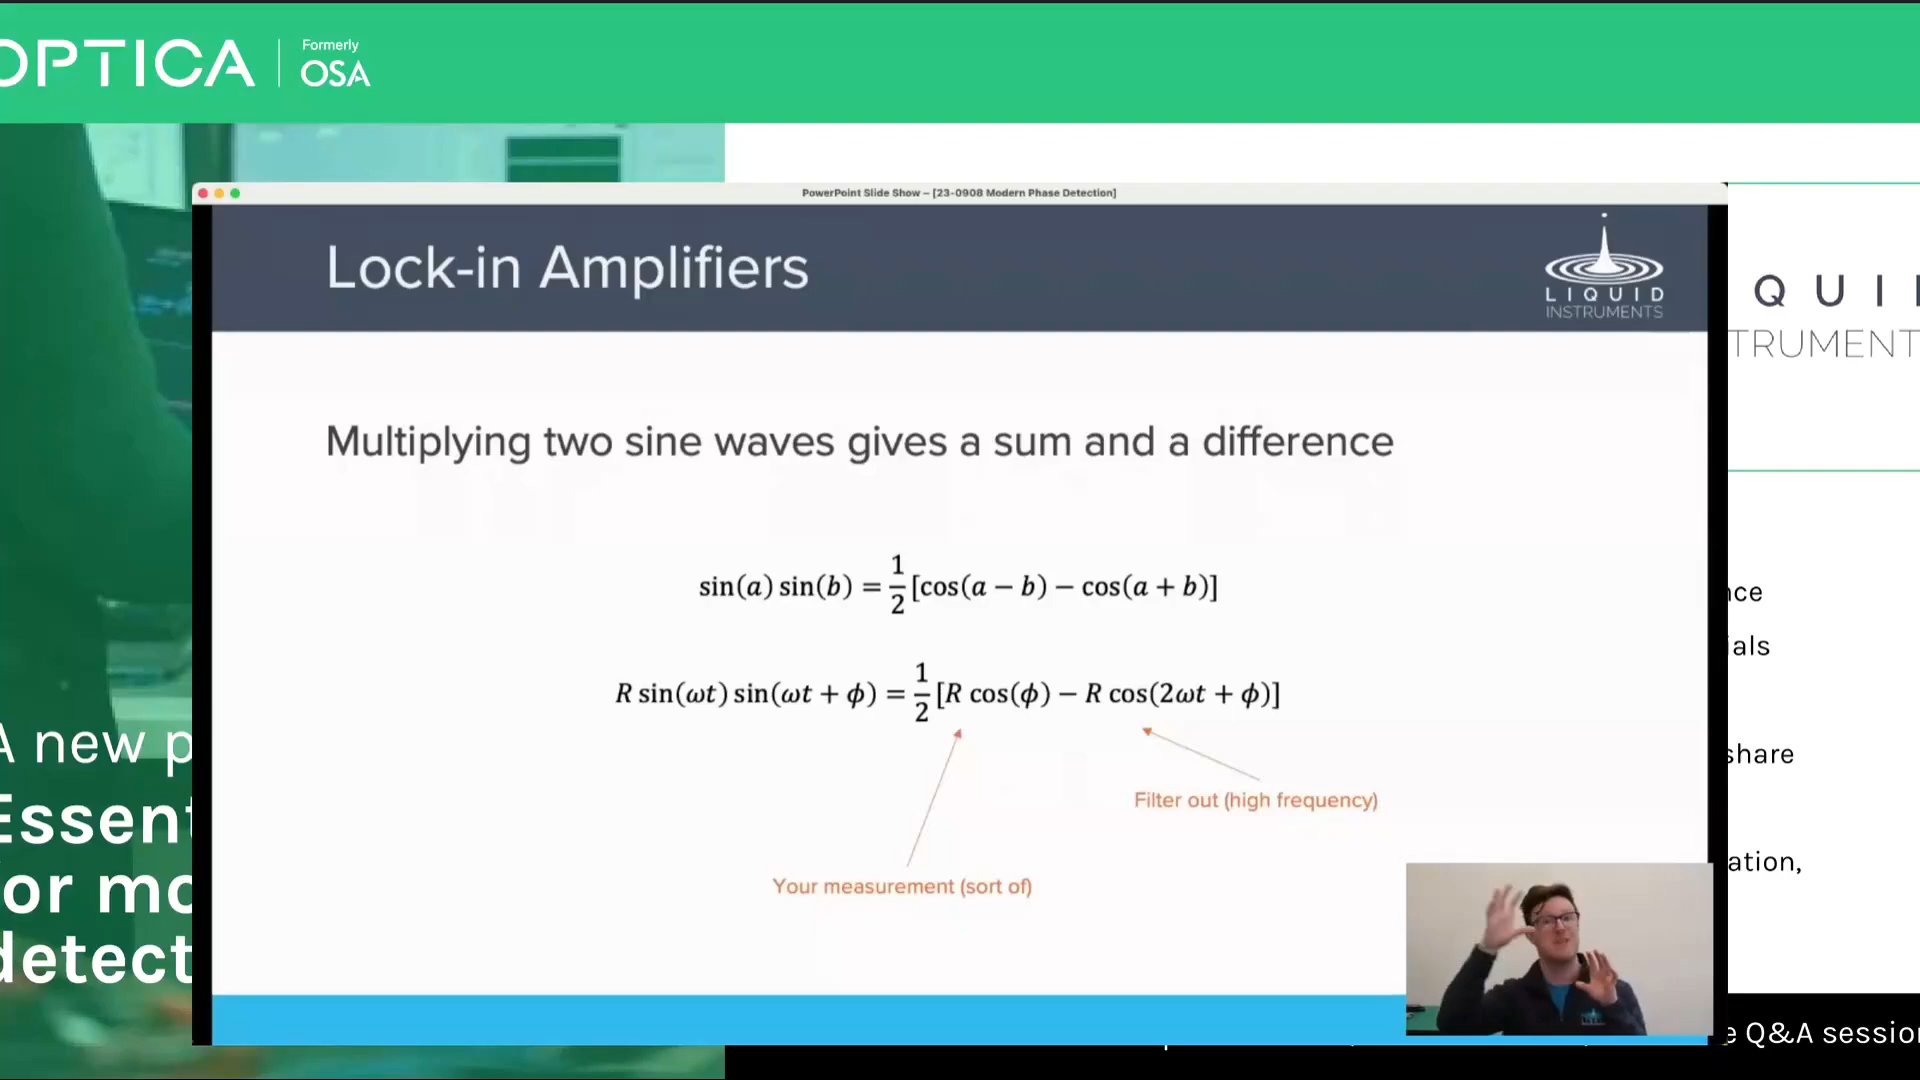 OPTICA
Formerly
OSA
PowerPoint Slide Show – [23-0908 Modern Phase Detection]
Lock-in Amplifiers
LIQUID
INSTRUMENTS
QUI
TRUMENT
Multiplying two sine waves gives a sum and a difference
sin(a) sin(b) = 1/2 [cos(a − b) − cos(a + b)]
R sin(ωt) sin(ωt + ϕ) = 1/2 [R cos(ϕ) − R cos(2ωt + ϕ)]
Filter out (high frequency)
Your measurement (sort of)
A new p
Essent
or mo
detect
nce
ials
share
ation,
e Q&A session